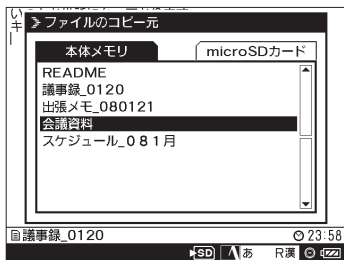 ファイルのコピー元
本体メモリ
microSDカード
README
議事録_0120
出張メモ_080121
会議資料
スケジュール_０８１月
議事録_0120
23:58
SD
あ
R漢